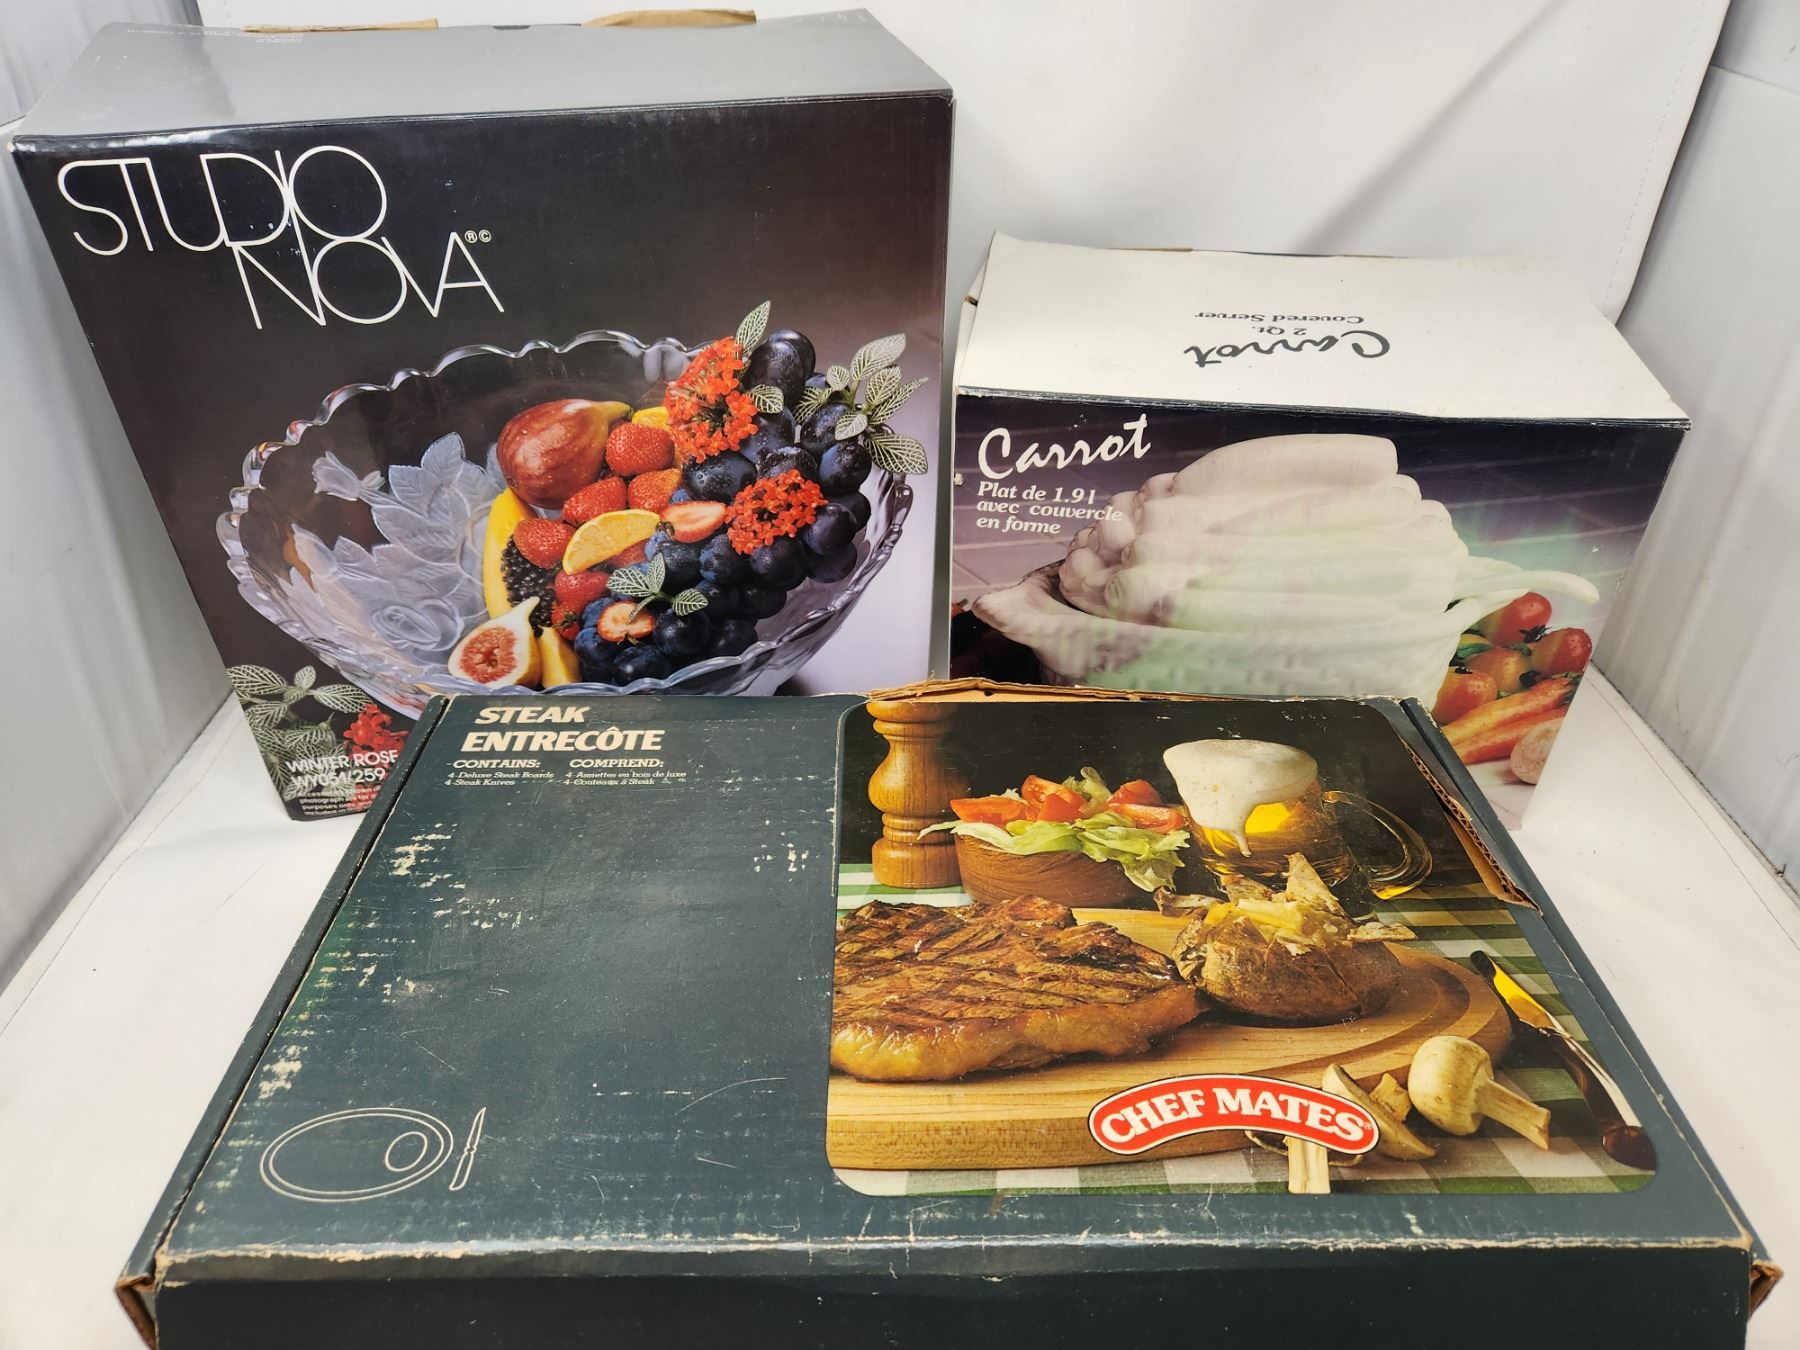 STUDIO
NOVA®©
WINTER ROSE
WY051/259
Carrot
2 Qt.
Covered Server
Carrot
Plat de 1.9 l
avec couvercle
en forme
STEAK
ENTRECÔTE
CONTAINS: COMPREND:
4-Deluxe Steak Boards 4-Assiettes en bois de luxe
4-Steak Knives 4-Couteaux à Steak
CHEF MATES®